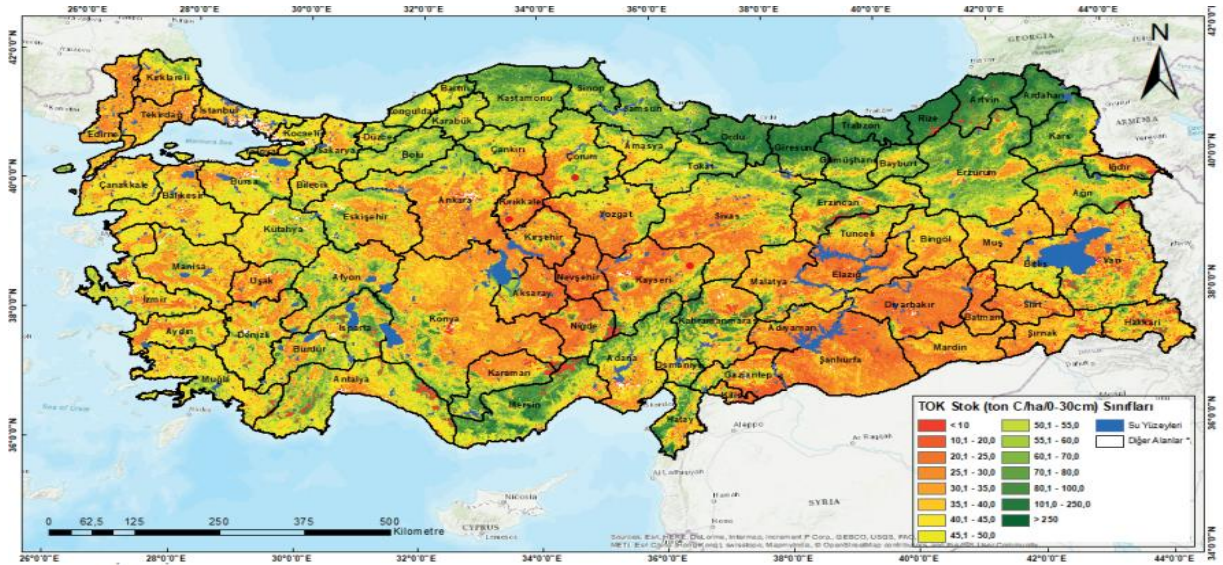 26°0'0"E 28°0'0"E 30°0'0"E 32°0'0"E 34°0'0"E 36°0'0"E 38°0'0"E 40°0'0"E 42°0'0"E 44°0'0"E
42°0'0"N
40°0'0"N
38°0'0"N
36°0'0"N
34°0'0"N
N
GEORGIA
ARMENIA
Yerevan
Kırklareli
Tekirdağ
İstanbul
Edirne
Kocaeli
Sakarya
Düzce
Zonguldak
Bartın
Karabük
Kastamonu
Sinop
Samsun
Ordu
Giresun
Trabzon
Rize
Artvin
Ardahan
Kars
Iğdır
Ağrı
Bolu
Çankırı
Çorum
Amasya
Tokat
Gümüşhane
Bayburt
Erzurum
Erzincan
Çanakkale
Balıkesir
Bursa
Bilecik
Eskişehir
Ankara
Kırıkkale
Yozgat
Sivas
Tunceli
Bingöl
Muş
Kütahya
Kırşehir
Manisa
Uşak
Afyon
Nevşehir
Kayseri
Malatya
Elazığ
Bitlis
Van
Aksaray
Diyarbakır
İzmir
Konya
Niğde
Kahramanmara
Adıyaman
Batman
Siirt
Şırnak
Hakkari
Aydın
Denizli
Isparta
Burdur
Muğla
Antalya
Karaman
Mersin
Adana
Osmaniye
Gaziantep
Kilis
Şanlıurfa
Mardin
Hatay
Aleppo
SYRIA
Nicosia
CYPRUS
TOK Stok (ton C/ha/0-30cm) Sınıfları
< 10
10,1 - 20,0
20,1 - 25,0
25,1 - 30,0
30,1 - 35,0
35,1 - 40,0
40,1 - 45,0
45,1 - 50,0
50,1 - 55,0
55,1 - 60,0
60,1 - 70,0
70,1 - 80,0
80,1 - 100,0
101,0 - 250,0
> 250
Su Yüzeyleri
Diğer Alanlar *,
0 62,5 125 250 375 500
Kilometre